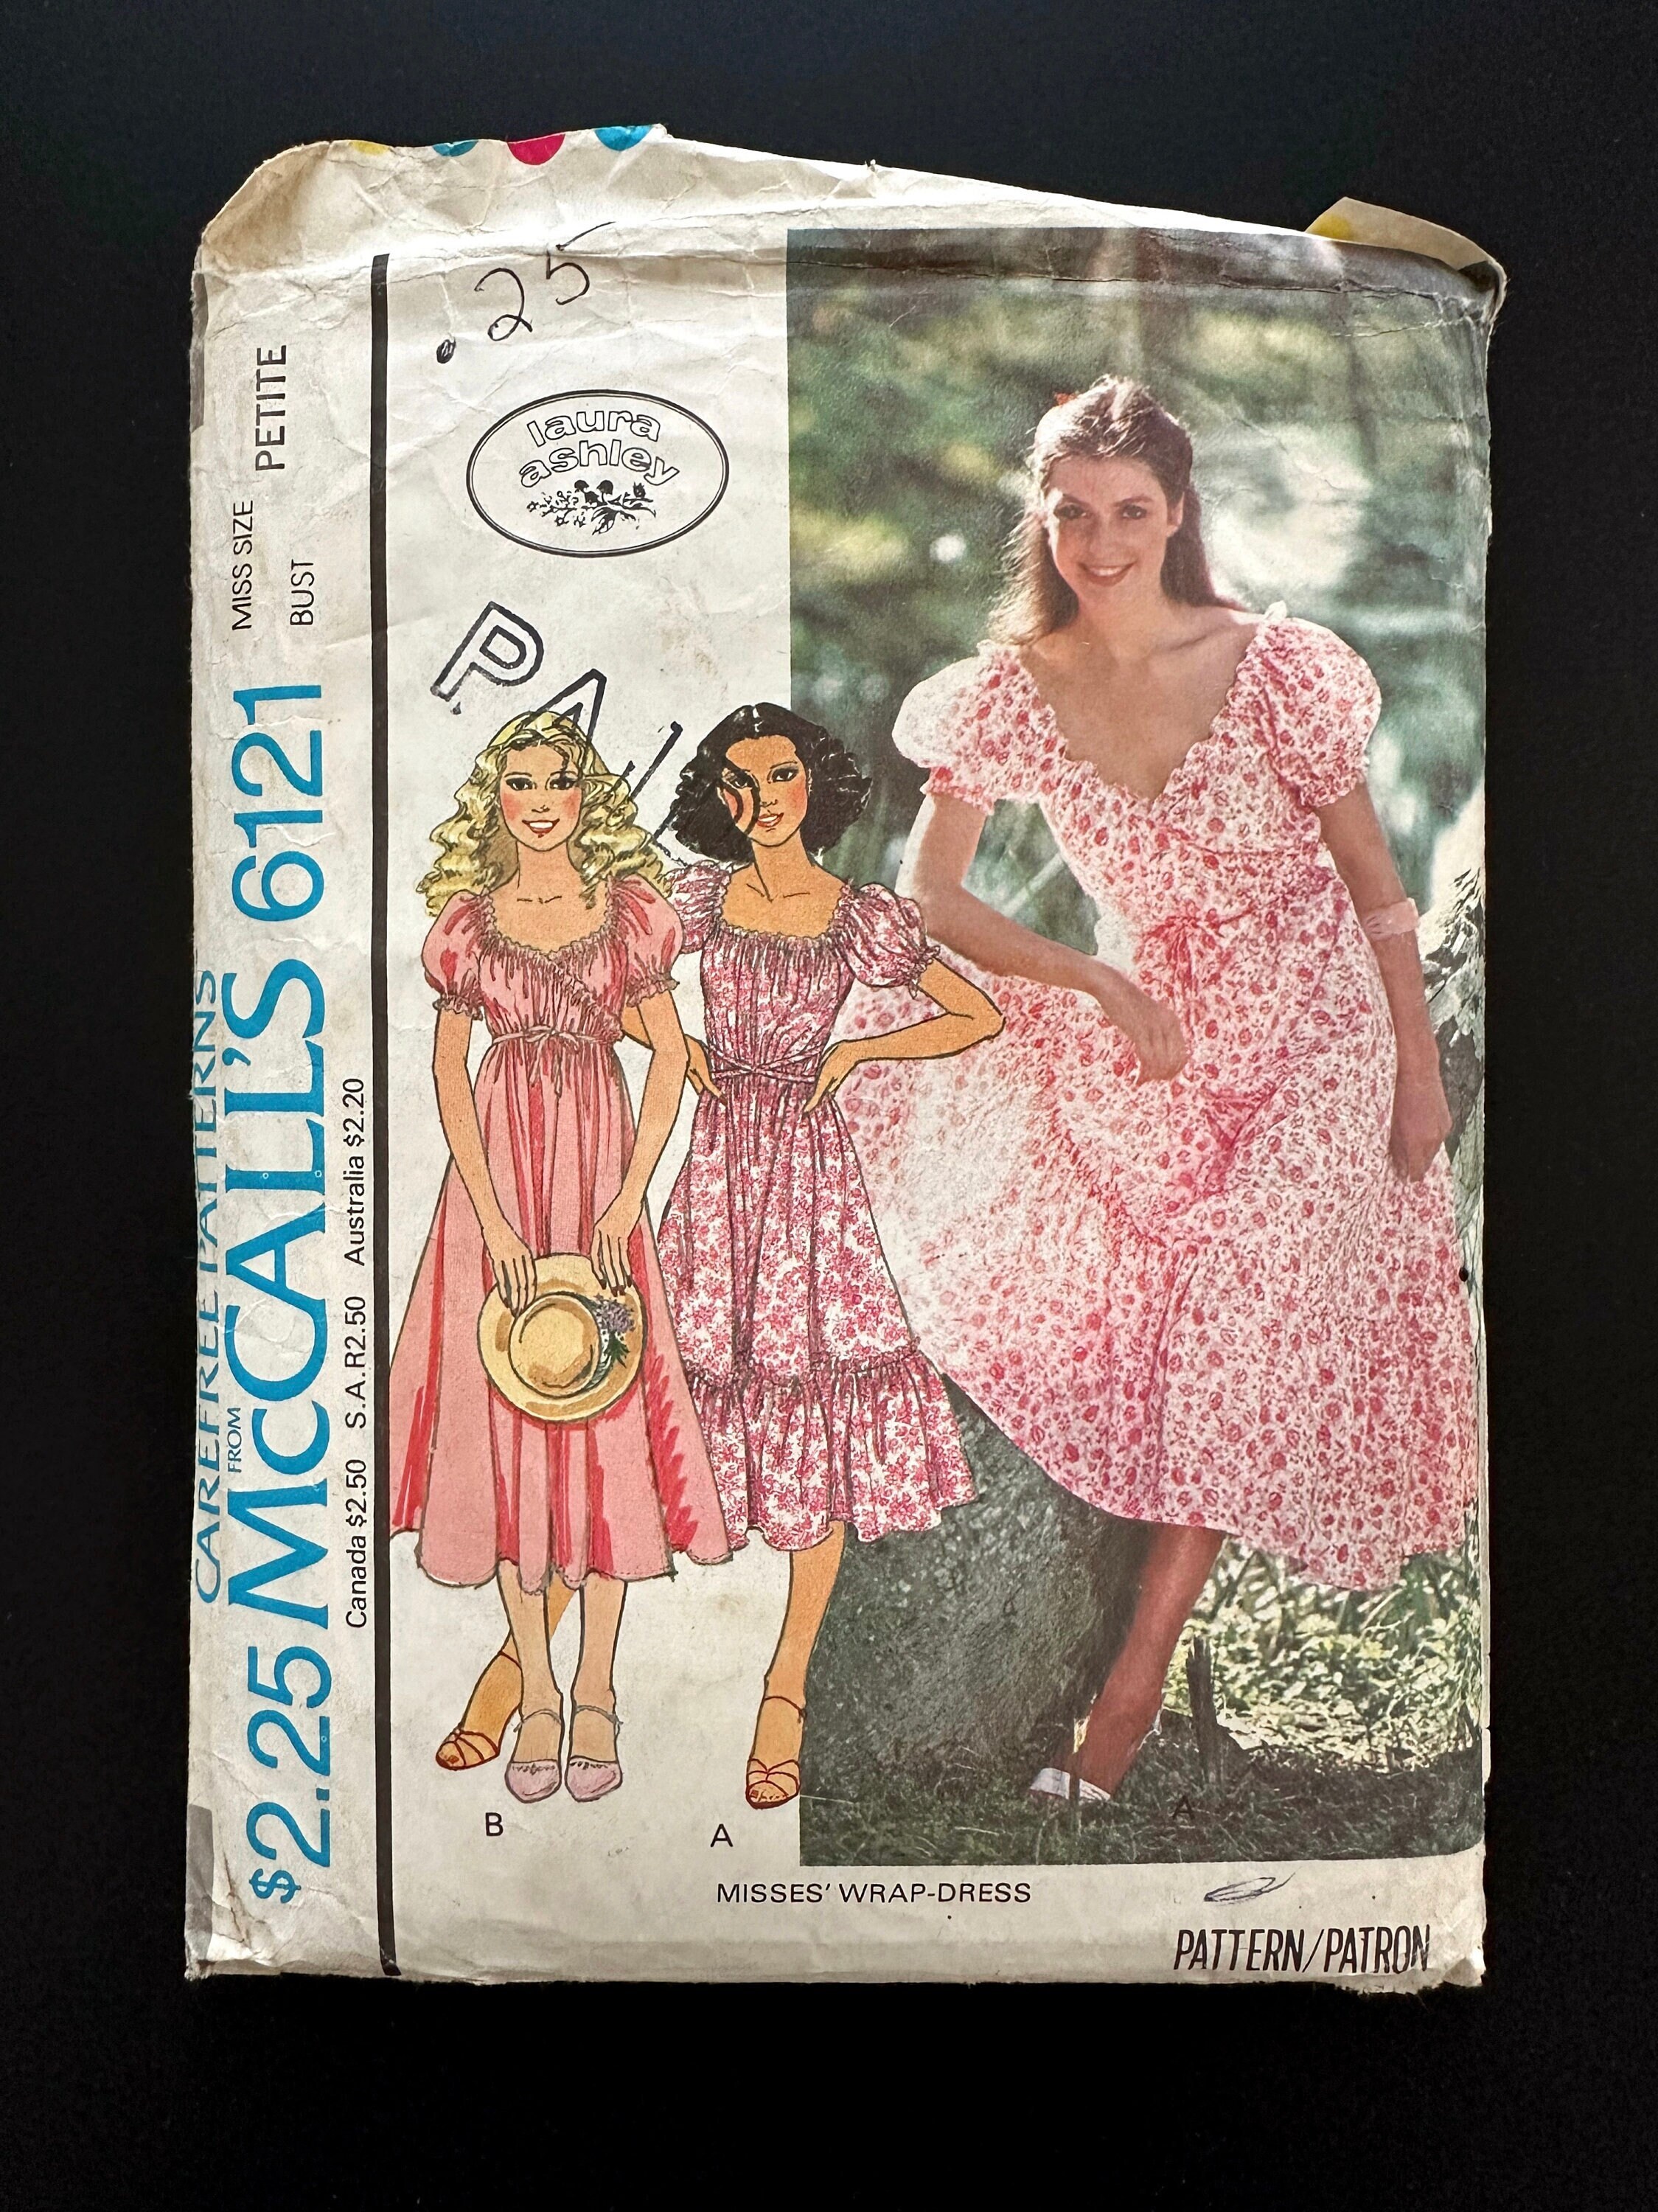 .25
laura
ashley
PAID
MISS SIZE PETITE
BUST
CAREFREE PATTERNS
FROM
$2.25 McCALL'S 6121
Canada $2.50 S.A.R2.50 Australia $2.20
B
A
A
MISSES' WRAP-DRESS
PATTERN/PATRON